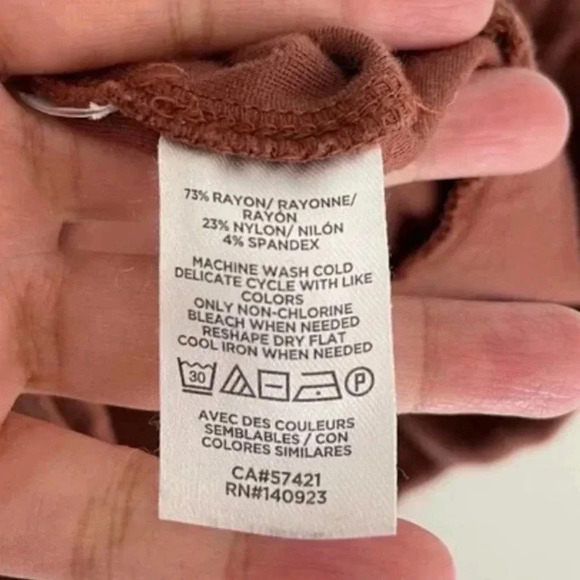 73% RAYON/ RAYONNE/
RAYÓN
23% NYLON/ NILÓN
4% SPANDEX
MACHINE WASH COLD
DELICATE CYCLE WITH LIKE
COLORS
ONLY NON-CHLORINE
BLEACH WHEN NEEDED
RESHAPE DRY FLAT
COOL IRON WHEN NEEDED
30 P
AVEC DES COULEURS
SEMBLABLES / CON
COLORES SIMILARES
CA#57421
RN#140923